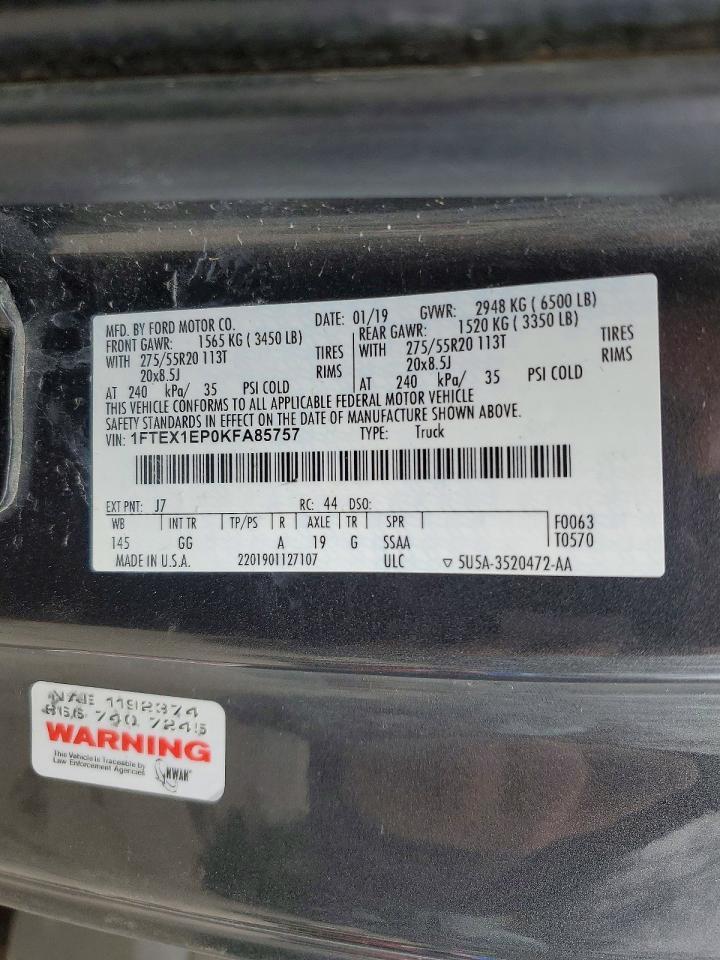 MFD. BY FORD MOTOR CO. DATE: 01/19 GVWR: 2948 KG ( 6500 LB)
FRONT GAWR: 1565 KG ( 3450 LB) REAR GAWR: 1520 KG ( 3350 LB)
WITH 275/55R20 113T TIRES WITH 275/55R20 113T TIRES
20x8.5J RIMS 20x8.5J RIMS
AT 240 kPa/ 35 PSI COLD AT 240 kPa/ 35 PSI COLD
THIS VEHICLE CONFORMS TO ALL APPLICABLE FEDERAL MOTOR VEHICLE
SAFETY STANDARDS IN EFFECT ON THE DATE OF MANUFACTURE SHOWN ABOVE.
VIN: 1FTEX1EP0KFA85757 TYPE: Truck
EXT PNT: J7 RC: 44 DSO:
WB INT TR TP/PS R AXLE TR SPR F0063
145 GG A 19 G SSAA T0570
MADE IN U.S.A. 2201901127107 ULC ▽ 5U5A-3520472-AA
1192374
740 7245
WARNING
This Vehicle is Traceable by
Law Enforcement Agencies
NWAN